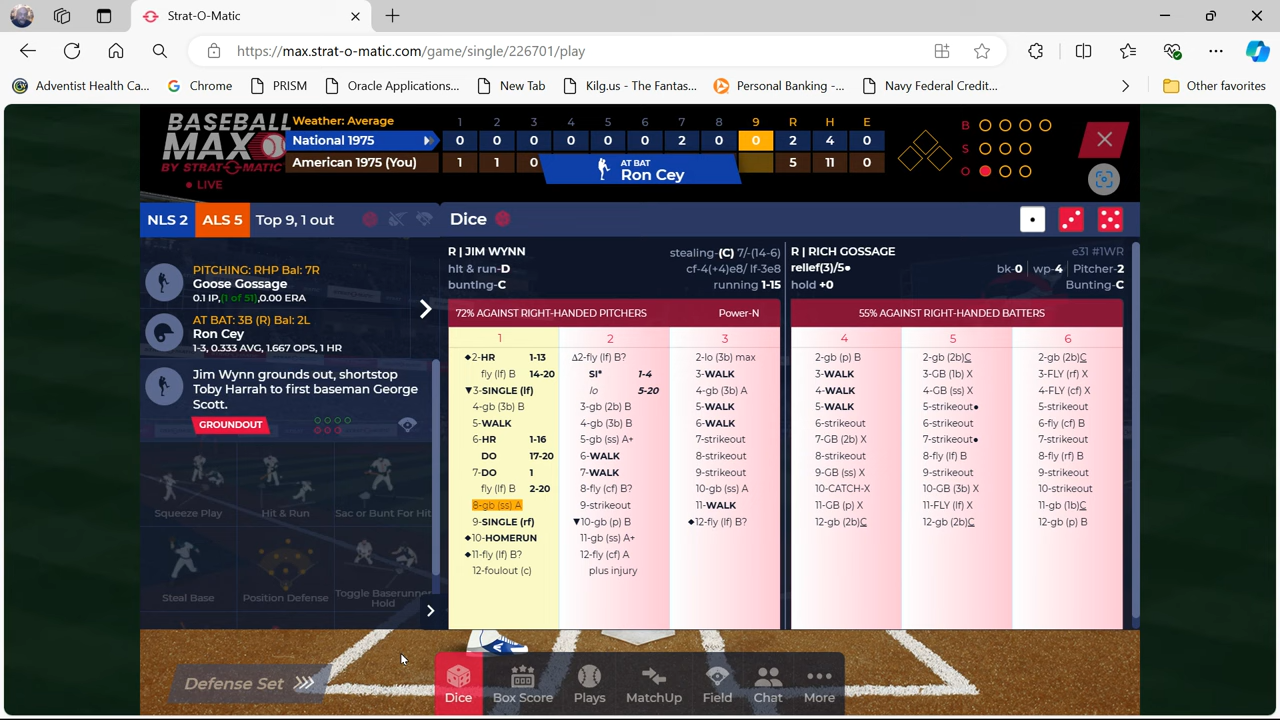 Strat-O-Matic
https://max.strat-o-matic.com/game/single/226701/play
Adventist Health Ca... Chrome PRISM Oracle Applications... New Tab Kilg.us - The Fantas... Personal Banking -... Navy Federal Credit... Other favorites
BASEBALL
MAX
BY STRAT-O-MATIC
LIVE
Weather: Average 1 2 3 4 5 6 7 8 9 R H E
National 1975 0 0 0 0 0 0 2 0 0 2 4 0
American 1975 (You) 1 1 0 5 11 0
AT BAT
Ron Cey
B
S
O
NLS 2 ALS 5 Top 9, 1 out
Dice
PITCHING: RHP Bal: 7R
Goose Gossage
0.1 IP,(1 of 51),0.00 ERA
AT BAT: 3B (R) Bal: 2L
Ron Cey
1-3, 0.333 AVG, 1.667 OPS, 1 HR
Jim Wynn grounds out, shortstop
Toby Harrah to first baseman George
Scott.
GROUNDOUT
Squeeze Play Hit & Run Sac or Bunt For Hit
Steal Base Position Defense Toggle Baserunner
Hold
R | JIM WYNN stealing-(C) 7/-(14-6)
hit & run-D cf-4(+4)e8/ lf-3e8
bunting-C running 1-15
72% AGAINST RIGHT-HANDED PITCHERS Power-N
1 2 3
◆2-HR 1-13
fly (lf) B 14-20
▼3-SINGLE (lf)
4-gb (3b) B
5-WALK
6-HR 1-16
DO 17-20
7-DO 1
fly (lf) B 2-20
8-gb (ss) A
9-SINGLE (rf)
◆10-HOMERUN
◆11-fly (lf) B?
12-foulout (c)
Δ2-fly (lf) B?
SI* 1-4
lo 5-20
3-gb (2b) B
4-gb (3b) B
5-gb (ss) A+
6-WALK
7-WALK
8-fly (cf) B?
9-strikeout
▼10-gb (p) B
11-gb (ss) A+
12-fly (cf) A
plus injury
2-lo (3b) max
3-WALK
4-gb (3b) A
5-WALK
6-WALK
7-strikeout
8-strikeout
9-strikeout
10-gb (ss) A
11-WALK
◆12-fly (lf) B?
R | RICH GOSSAGE e31 #1WR
relief(3)/5● bk-0 wp-4 Pitcher-2
hold +0 Bunting-C
55% AGAINST RIGHT-HANDED BATTERS
4 5 6
2-gb (p) B
3-WALK
4-WALK
5-WALK
6-strikeout
7-GB (2b) X
8-strikeout
9-GB (ss) X
10-CATCH-X
11-GB (p) X
12-gb (2b)C
2-gb (2b)C
3-GB (1b) X
4-GB (ss) X
5-strikeout●
6-strikeout
7-strikeout●
8-fly (lf) B
9-strikeout
10-GB (3b) X
11-FLY (lf) X
12-gb (2b)C
2-gb (2b)C
3-FLY (rf) X
4-FLY (cf) X
5-strikeout
6-fly (cf) B
7-strikeout
8-fly (rf) B
9-strikeout
10-strikeout
11-gb (1b)C
12-gb (p) B
Defense Set
Dice Box Score Plays MatchUp Field Chat More